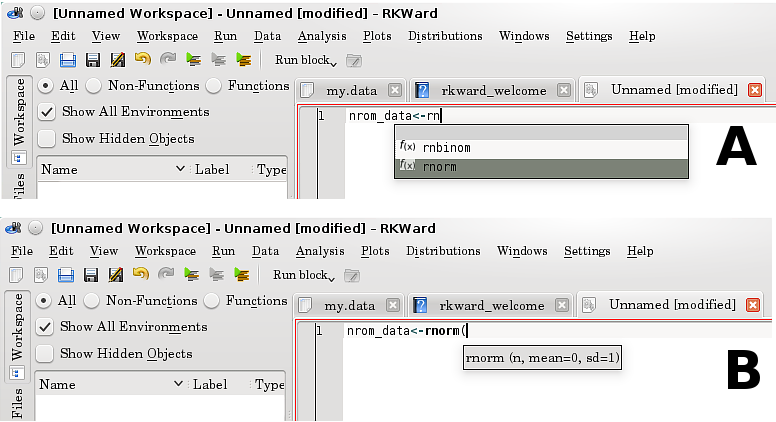 [Unnamed Workspace] - Unnamed [modified] - RKWard
File Edit View Workspace Run Data Analysis Plots Distributions Windows Settings Help
Run block
All Non-Functions Functions
my.data rkward_welcome Unnamed [modified]
Show All Environments
Show Hidden Objects
Name Label Type
Workspace
Files
1 nrom_data<-rn
f(x) rnbinom
f(x) rnorm
A
[Unnamed Workspace] - Unnamed [modified] - RKWard
File Edit View Workspace Run Data Analysis Plots Distributions Windows Settings Help
Run block
All Non-Functions Functions
my.data rkward_welcome Unnamed [modified]
Show All Environments
Show Hidden Objects
Name Label Type
Workspace
Files
1 nrom_data<-rnorm(
rnorm (n, mean=0, sd=1)
B